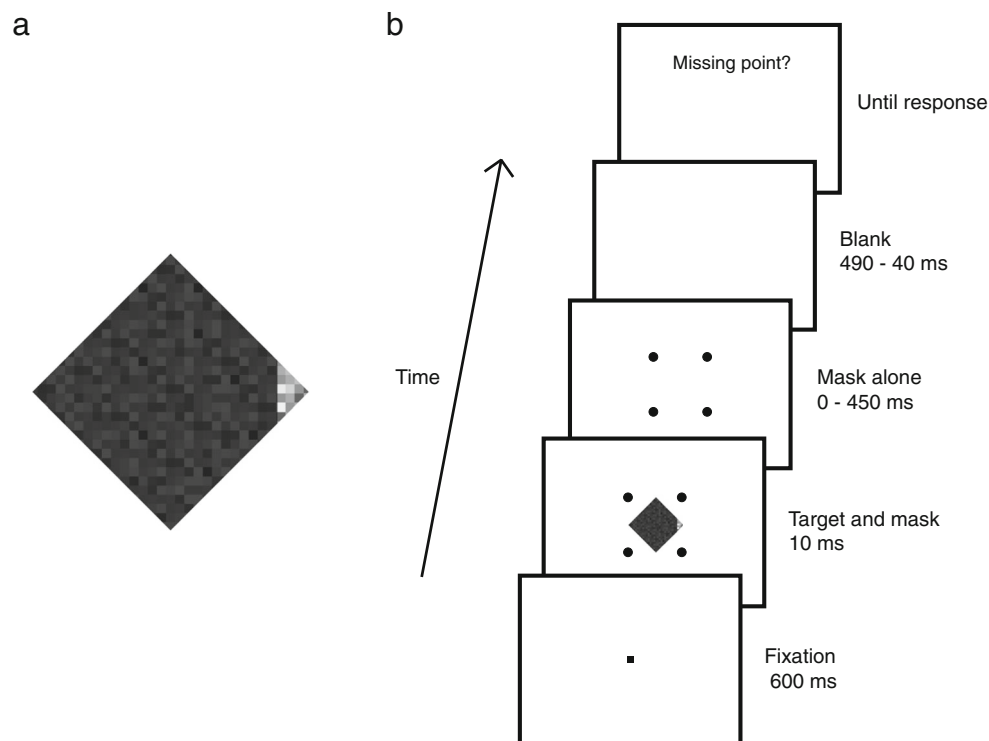 a
b
Missing point?
Until response
Blank
490 - 40 ms
Time
Mask alone
0 - 450 ms
Target and mask
10 ms
Fixation
600 ms